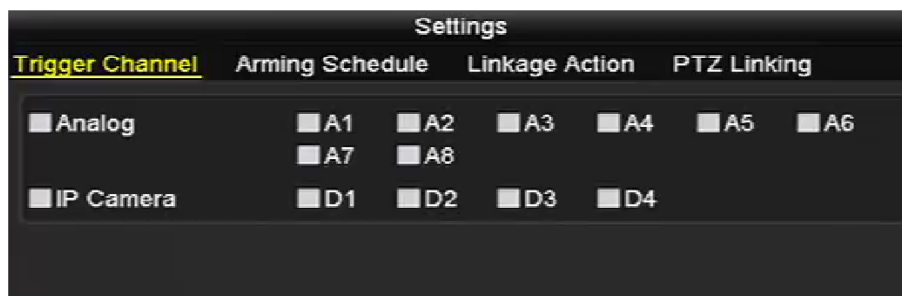 Settings
Trigger Channel Arming Schedule Linkage Action PTZ Linking
Analog A1 A2 A3 A4 A5 A6
A7 A8
IP Camera D1 D2 D3 D4